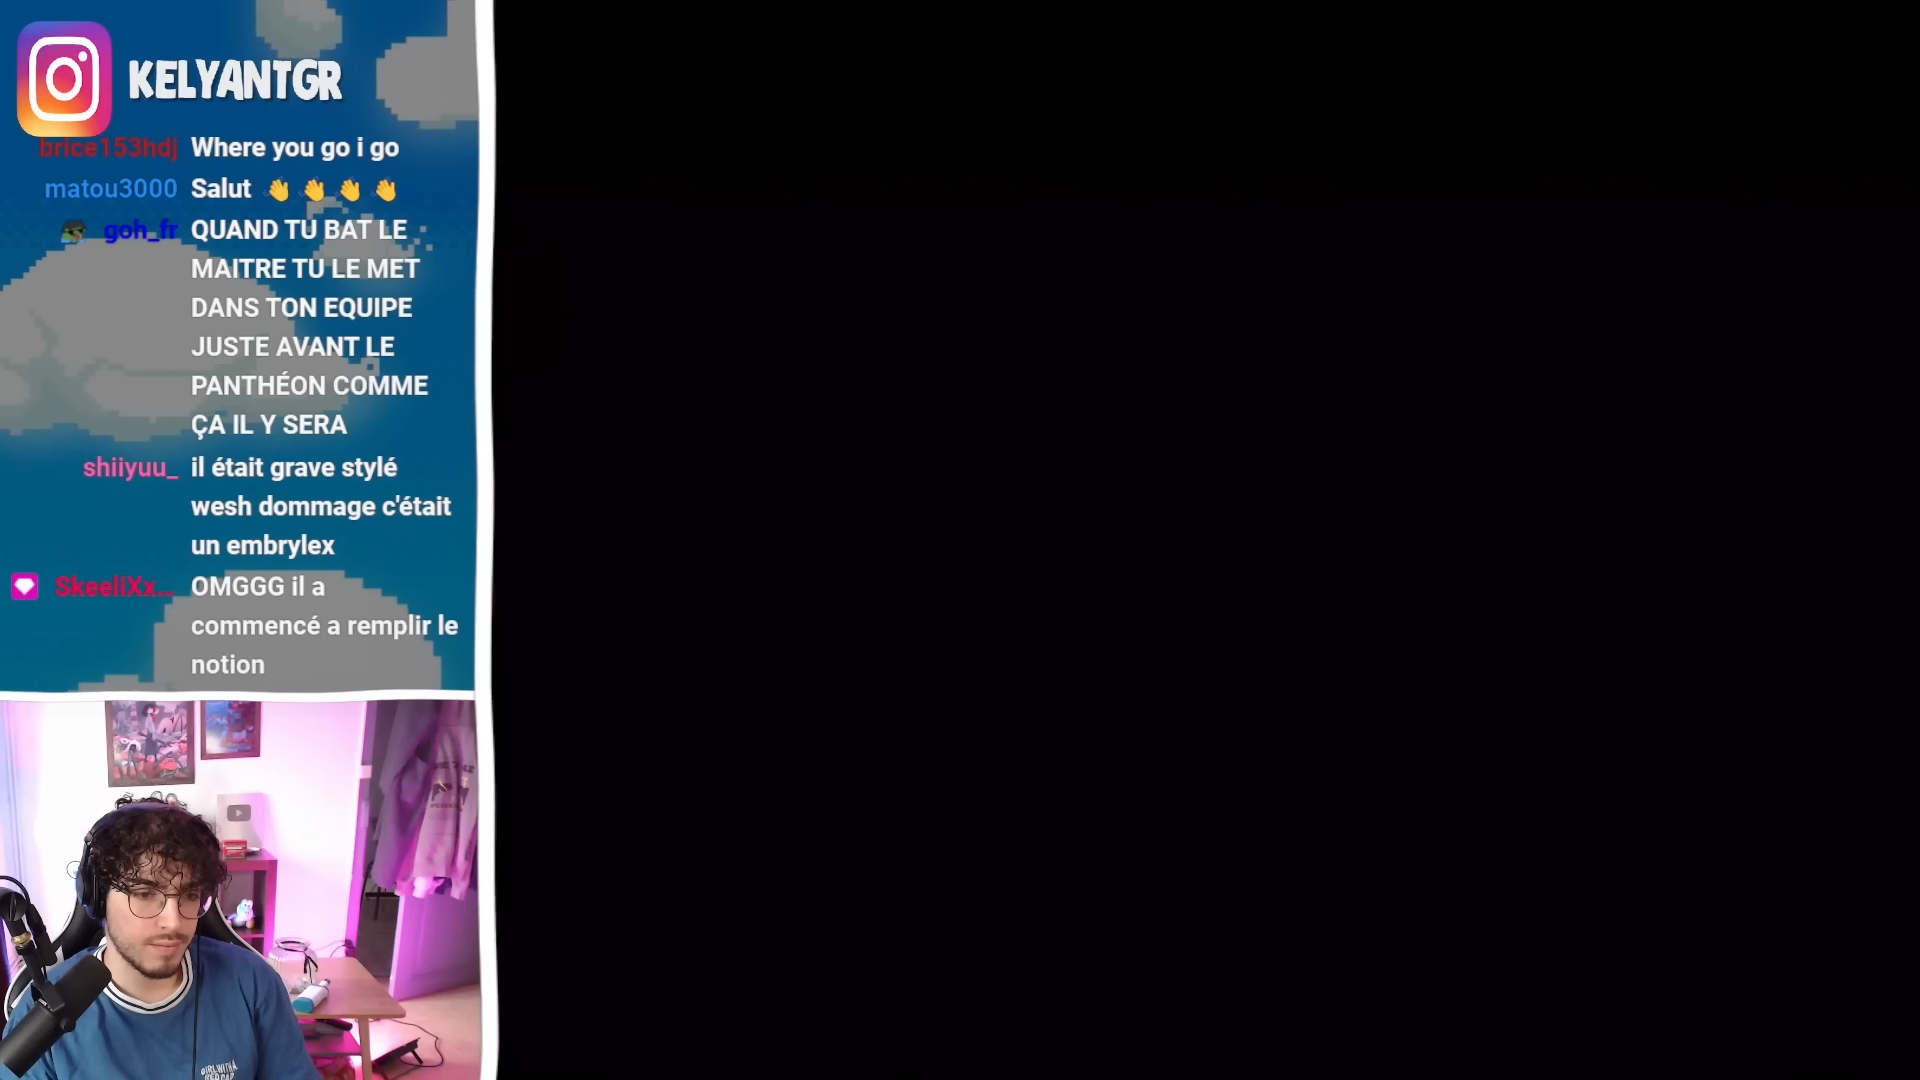 KELYANTGR
brice153hdj Where you go i go
matou3000 Salut 👋 👋 👋 👋
goh_fr QUAND TU BAT LE
MAITRE TU LE MET
DANS TON EQUIPE
JUSTE AVANT LE
PANTHÉON COMME
ÇA IL Y SERA
shiiyuu_ il était grave stylé
wesh dommage c'était
un embrylex
SkeeliXx... OMGGG il a
commencé a remplir le
notion